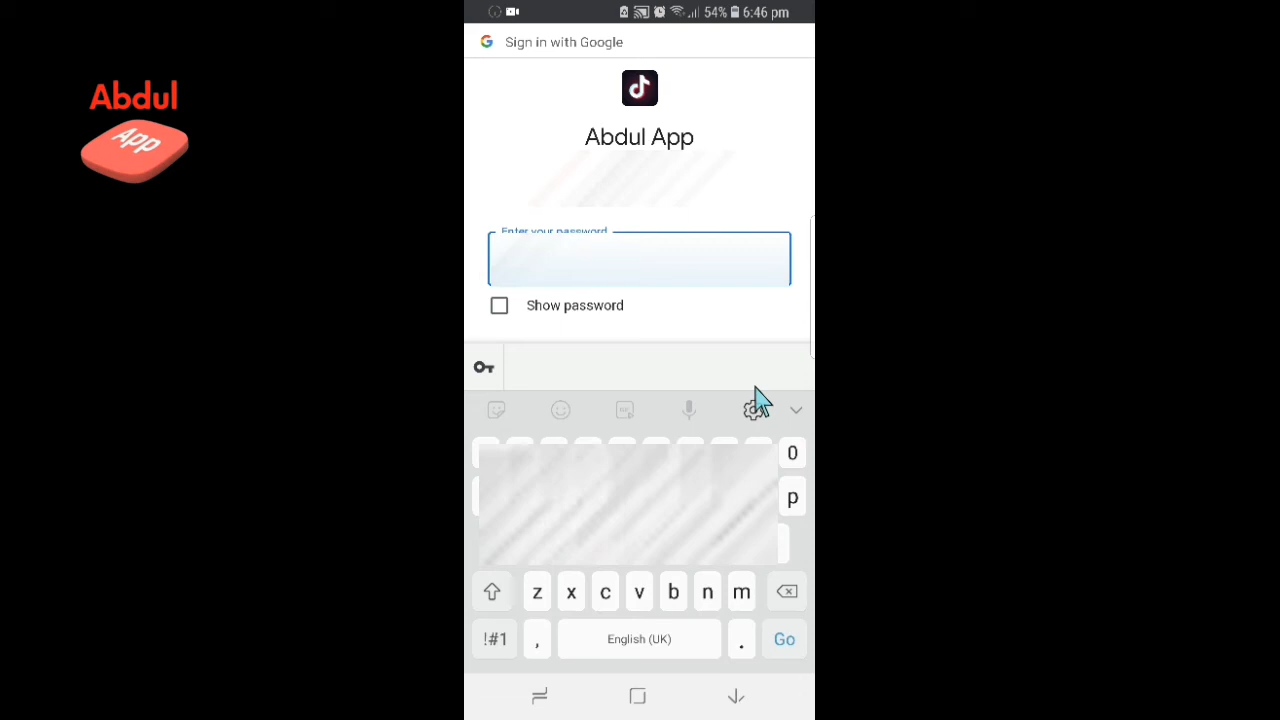 54% 6:46 pm
Sign in with Google
Abdul
App
Abdul App
Enter your password
Show password
GIF
0
p
z x c v b n m
!#1 , English (UK) . Go